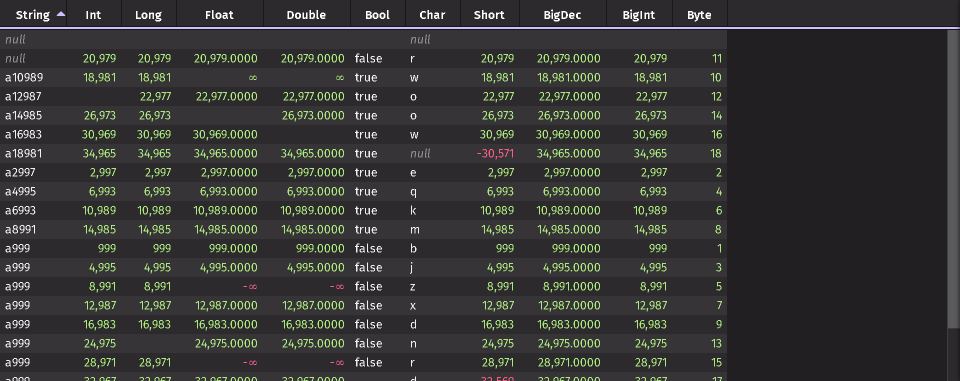 String Int Long Float Double Bool Char Short BigDec BigInt Byte
null null
null 20,979 20,979 20,979.0000 20,979.0000 false r 20,979 20,979.0000 20,979 11
a10989 18,981 18,981 ∞ ∞ true w 18,981 18,981.0000 18,981 10
a12987 22,977 22,977.0000 22,977.0000 true o 22,977 22,977.0000 22,977 12
a14985 26,973 26,973 26,973.0000 true o 26,973 26,973.0000 26,973 14
a16983 30,969 30,969 30,969.0000 true w 30,969 30,969.0000 30,969 16
a18981 34,965 34,965 34,965.0000 34,965.0000 true null -30,571 34,965.0000 34,965 18
a2997 2,997 2,997 2,997.0000 2,997.0000 true e 2,997 2,997.0000 2,997 2
a4995 6,993 6,993 6,993.0000 6,993.0000 true q 6,993 6,993.0000 6,993 4
a6993 10,989 10,989 10,989.0000 10,989.0000 true k 10,989 10,989.0000 10,989 6
a8991 14,985 14,985 14,985.0000 14,985.0000 true m 14,985 14,985.0000 14,985 8
a999 999 999 999.0000 999.0000 false b 999 999.0000 999 1
a999 4,995 4,995 4,995.0000 4,995.0000 false j 4,995 4,995.0000 4,995 3
a999 8,991 8,991 -∞ -∞ false z 8,991 8,991.0000 8,991 5
a999 12,987 12,987 12,987.0000 12,987.0000 false x 12,987 12,987.0000 12,987 7
a999 16,983 16,983 16,983.0000 16,983.0000 false d 16,983 16,983.0000 16,983 9
a999 24,975 24,975.0000 24,975.0000 false n 24,975 24,975.0000 24,975 13
a999 28,971 28,971 -∞ -∞ false r 28,971 28,971.0000 28,971 15